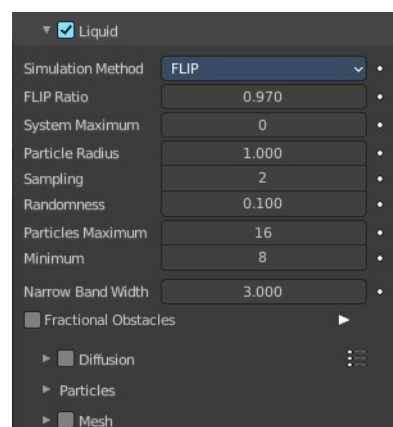 Liquid
Simulation Method FLIP
FLIP Ratio 0.970
System Maximum 0
Particle Radius 1.000
Sampling 2
Randomness 0.100
Particles Maximum 16
Minimum 8
Narrow Band Width 3.000
Fractional Obstacles
Diffusion
Particles
Mesh